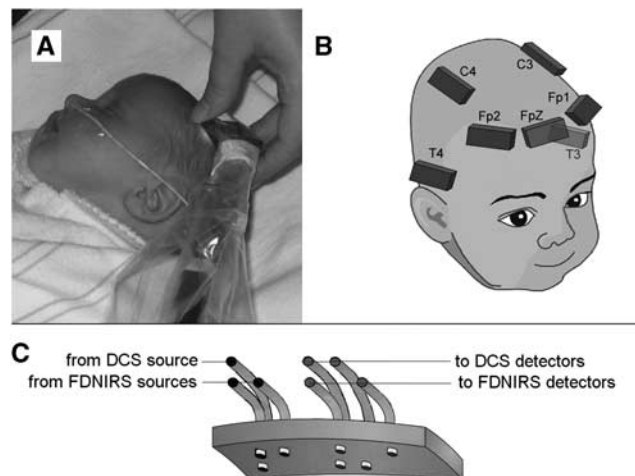 A
B
C3
C4
Fp1
Fp2
FpZ
T3
T4
C
from DCS source
to DCS detectors
from FDNIRS sources
to FDNIRS detectors